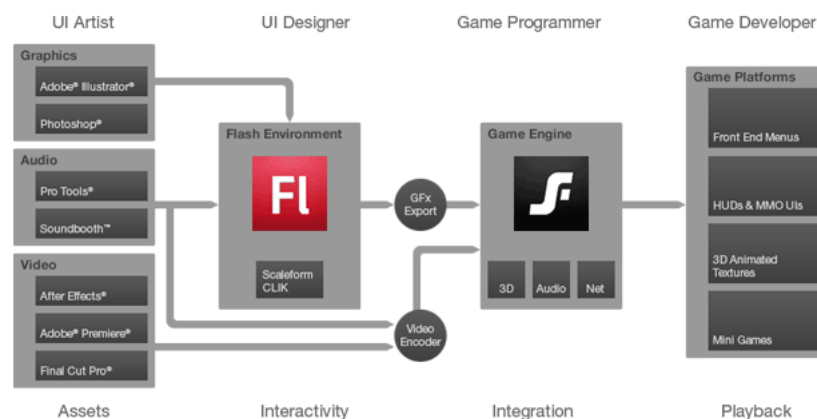 UI Artist
UI Designer
Game Programmer
Game Developer
Graphics
Adobe® Illustrator®
Photoshop®
Audio
Pro Tools®
Soundbooth™
Video
After Effects®
Adobe® Premiere®
Final Cut Pro®
Flash Environment
FL
Scaleform
CLIK
GFx
Export
Video
Encoder
Game Engine
3D
Audio
Net
Game Platforms
Front End Menus
HUDs & MMO UIs
3D Animated
Textures
Mini Games
Assets
Interactivity
Integration
Playback